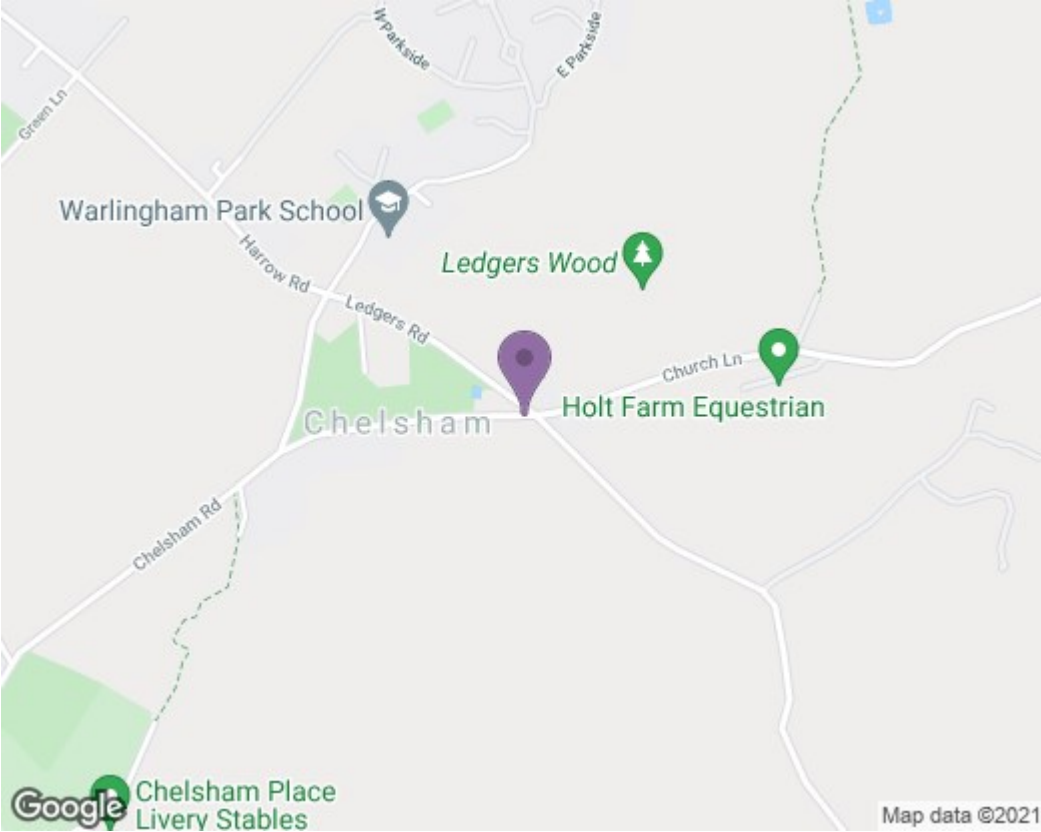 W Parkside
E Parkside
Green Ln
Warlingham Park School
Harrow Rd
Ledgers Wood
Ledgers Rd
Church Ln
Holt Farm Equestrian
Chelsham
Chelsham Rd
Chelsham Place
Livery Stables
Google
Map data ©2021